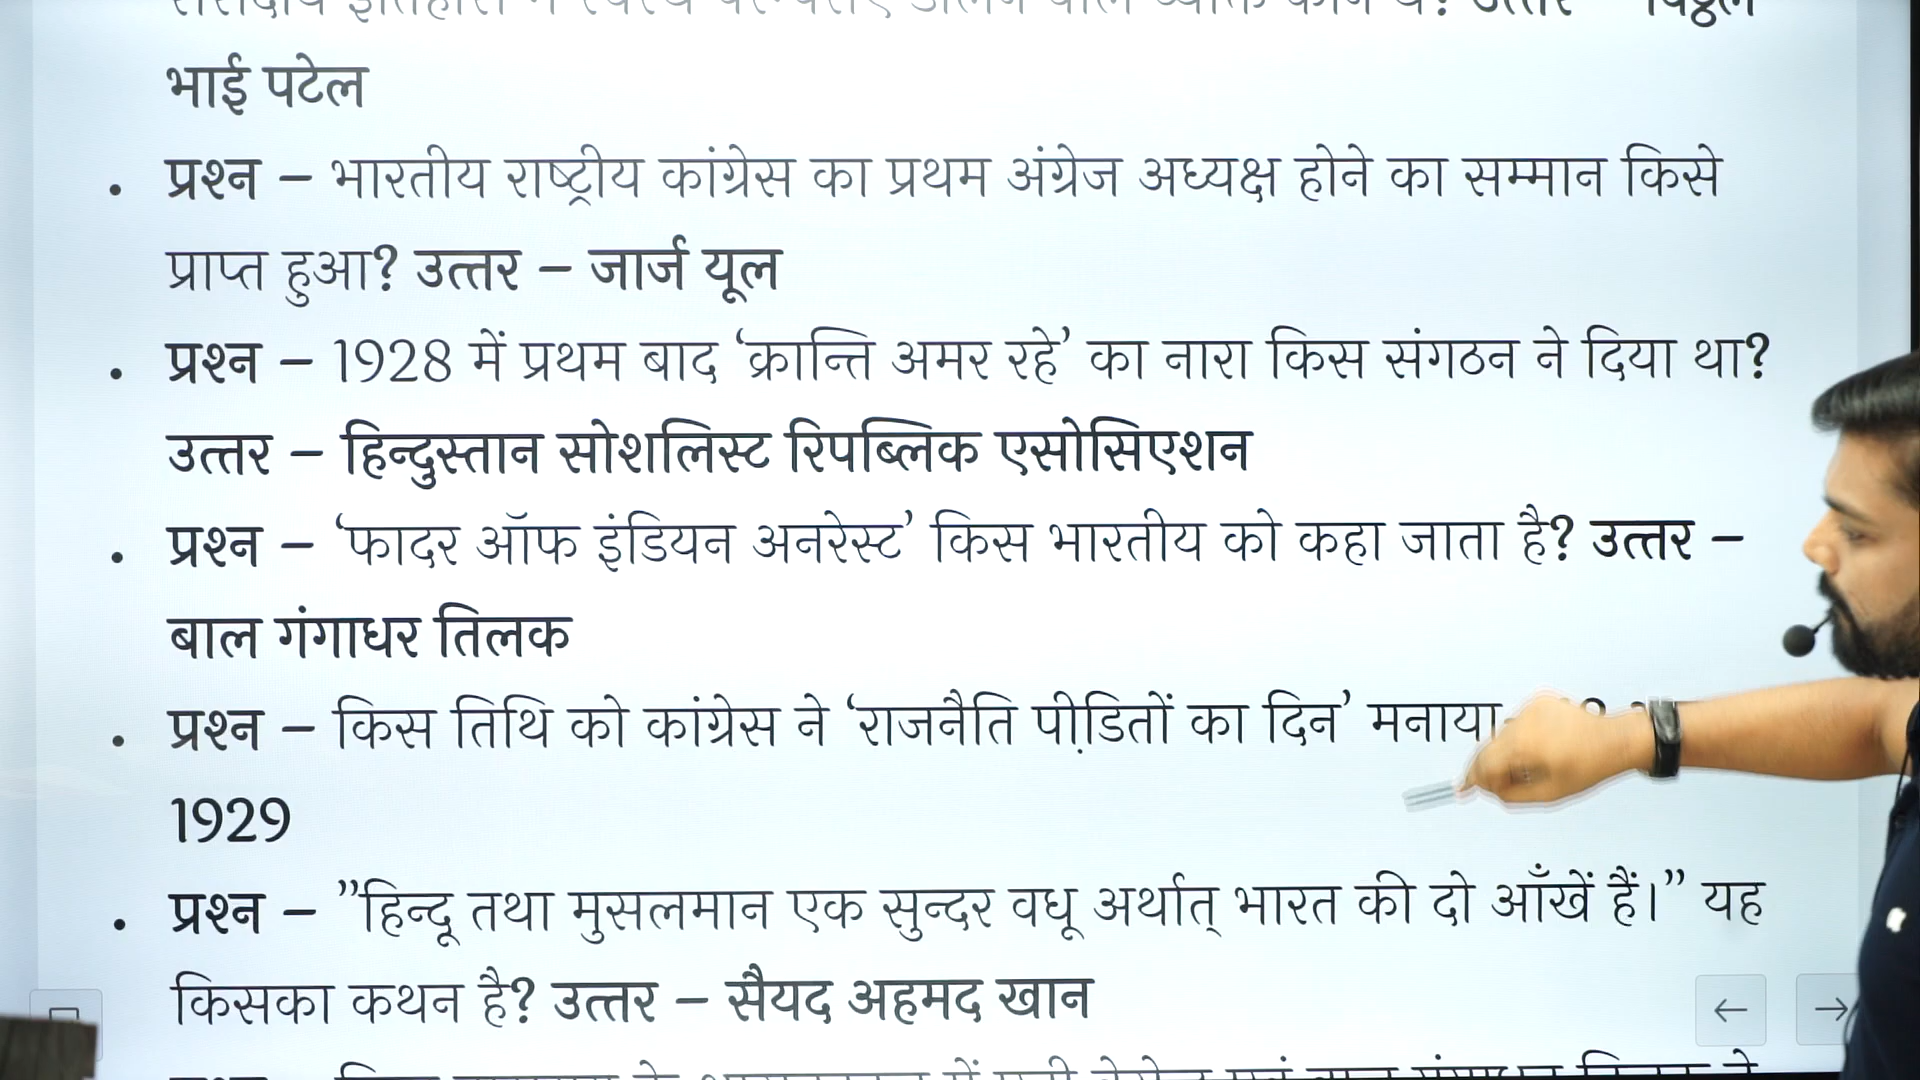 भाई पटेल
• प्रश्न – भारतीय राष्ट्रीय कांग्रेस का प्रथम अंग्रेज अध्यक्ष होने का सम्मान किसे
प्राप्त हुआ? उत्तर – जार्ज यूल
• प्रश्न – 1928 में प्रथम बाद ‘क्रान्ति अमर रहे’ का नारा किस संगठन ने दिया था?
उत्तर – हिन्दुस्तान सोशलिस्ट रिपब्लिक एसोसिएशन
• प्रश्न – ‘फादर ऑफ इंडियन अनरेस्ट’ किस भारतीय को कहा जाता है? उत्तर –
बाल गंगाधर तिलक
• प्रश्न – किस तिथि को कांग्रेस ने ‘राजनैति पीड़ितों का दिन’ मनाया
1929
• प्रश्न – ”हिन्दू तथा मुसलमान एक सुन्दर वधू अर्थात् भारत की दो आँखें हैं।” यह
किसका कथन है? उत्तर – सैयद अहमद खान